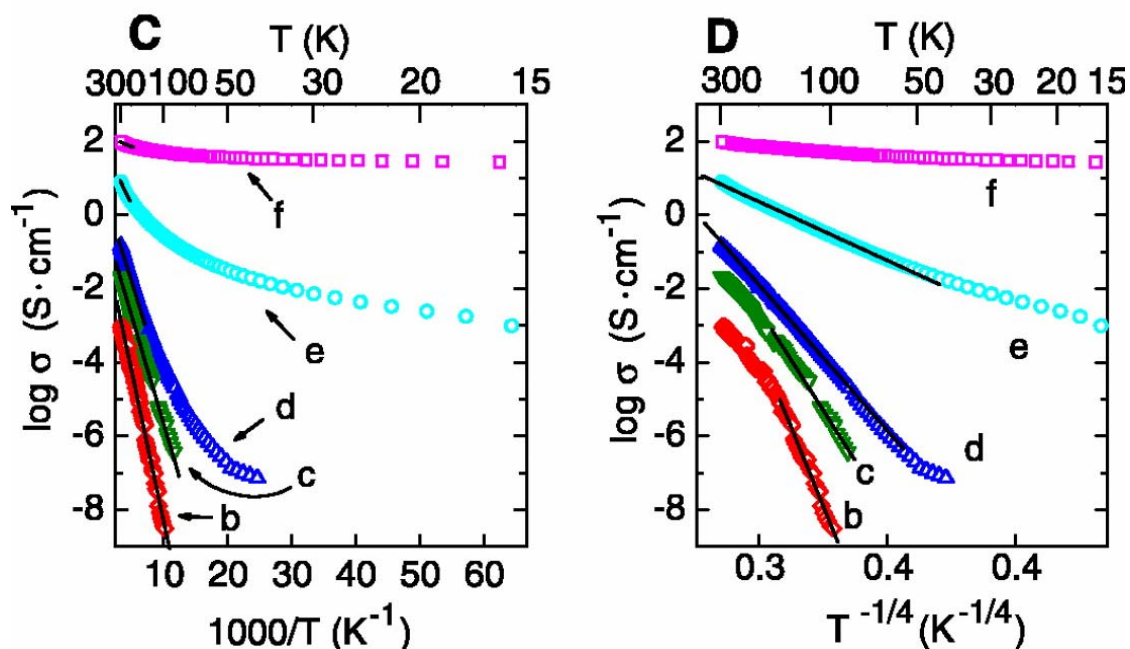 C
T (K)
300 100 50 30 20 15
2
0
-2
-4
-6
-8
log σ (S·cm⁻¹)
f
e
d
c
b
10 20 30 40 50 60
1000/T (K⁻¹)
D
T (K)
300 100 50 30 20 15
2
0
-2
-4
-6
-8
log σ (S·cm⁻¹)
f
e
d
c
b
0.3 0.4 0.4
T⁻¹/⁴ (K⁻¹/⁴)